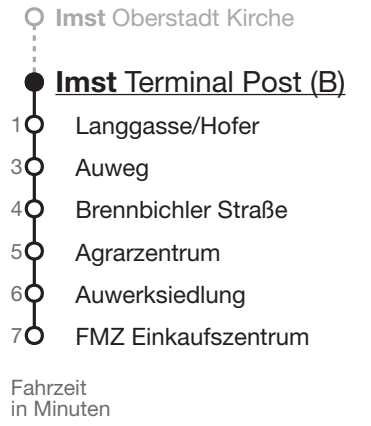 Imst Oberstadt Kirche
Imst Terminal Post (B)
1 Langgasse/Hofer
3 Auweg
4 Brennbichler Straße
5 Agrarzentrum
6 Auwerksiedlung
7 FMZ Einkaufszentrum
Fahrzeit
in Minuten